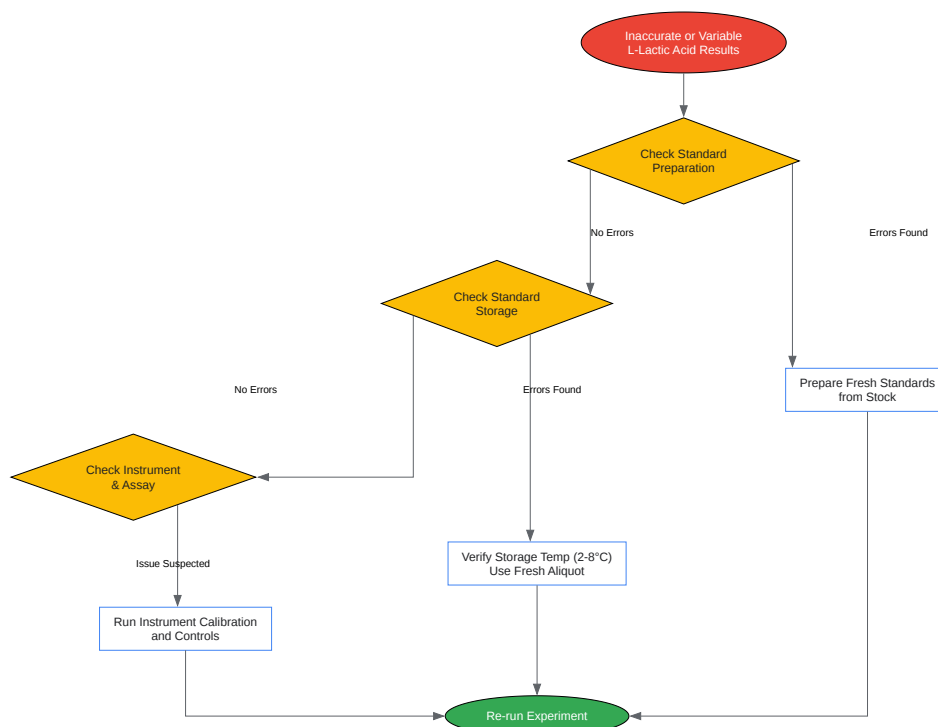 Inaccurate or Variable
L-Lactic Acid Results
Check Standard
Preparation
No Errors
Errors Found
Check Standard
Storage
No Errors
Errors Found
Prepare Fresh Standards
from Stock
Check Instrument
& Assay
Issue Suspected
Verify Storage Temp (2-8°C)
Use Fresh Aliquot
Run Instrument Calibration
and Controls
Re-run Experiment